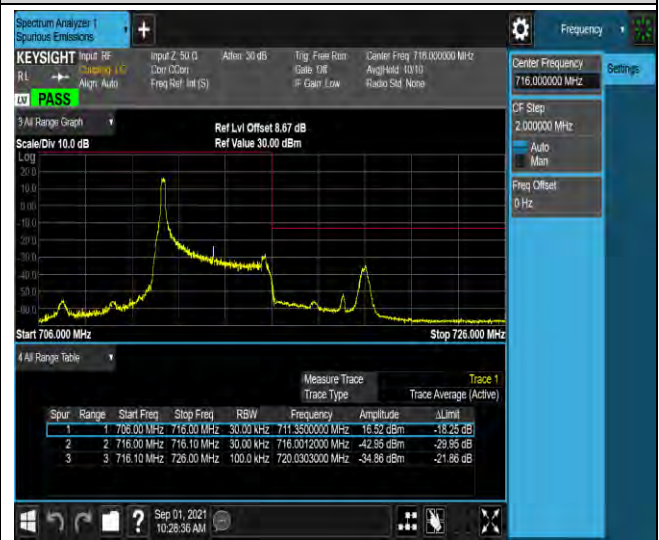 Spectrum Analyzer 1
Spurious Emissions
Frequency
KEYSIGHT Input: RF
RL
Align: Auto
Input Z: 50 Ω
Corr CCorr
Freq Ref: Int (S)
Atten: 30 dB
Trig: Free Run
Gate: Off
IF Gain: Low
Center Freq: 716.000000 MHz
Avg|Hold: 10/10
Radio Std: None
PASS
Center Frequency
716.000000 MHz
Settings
CF Step
2.000000 MHz
Auto
Man
Freq Offset
0 Hz
3 All Range Graph
Scale/Div 10.0 dB
Ref Lvl Offset 8.67 dB
Ref Value 30.00 dBm
Log
20.0
10.0
0.00
-10.0
-20.0
-30.0
-40.0
-50.0
-60.0
Start 706.000 MHz
Stop 726.000 MHz
4 All Range Table
Measure Trace Trace 1
Trace Type Trace Average (Active)
Spur Range Start Freq Stop Freq RBW Frequency Amplitude ΔLimit
1 1 706.00 MHz 716.00 MHz 30.00 kHz 711.3500000 MHz 16.52 dBm -18.25 dB
2 2 716.00 MHz 716.10 MHz 30.00 kHz 716.0012000 MHz -42.95 dBm -29.95 dB
3 3 716.10 MHz 726.00 MHz 100.0 kHz 720.0303000 MHz -34.86 dBm -21.86 dB
?
Sep 01, 2021
10:28:36 AM